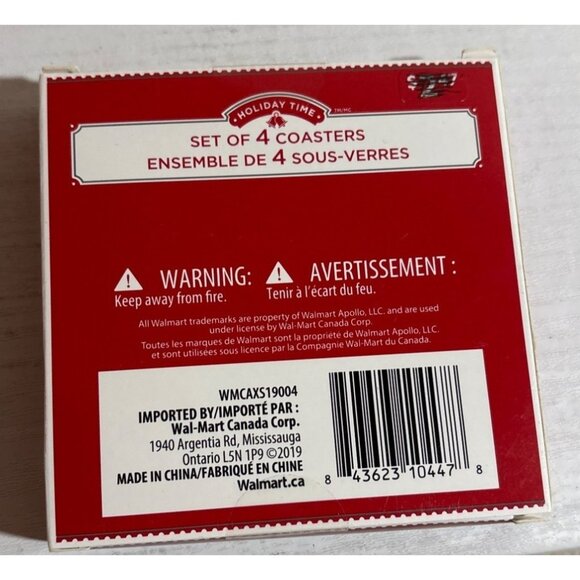 HOLIDAY TIME TM/MC
SET OF 4 COASTERS
ENSEMBLE DE 4 SOUS-VERRES
WARNING:
Keep away from fire.
AVERTISSEMENT :
Tenir à l'écart du feu.
All Walmart trademarks are property of Walmart Apollo, LLC. and are used
under license by Wal-Mart Canada Corp.
Toutes les marques de Walmart sont la propriété de Walmart Apollo, LLC.
et sont utilisées sous licence par la Compagnie Wal-Mart du Canada.
WMCAXS19004
IMPORTED BY/IMPORTÉ PAR :
Wal-Mart Canada Corp.
1940 Argentia Rd, Mississauga
Ontario L5N 1P9 ©2019
MADE IN CHINA/FABRIQUÉ EN CHINE
Walmart.ca
8 43623 10447 8